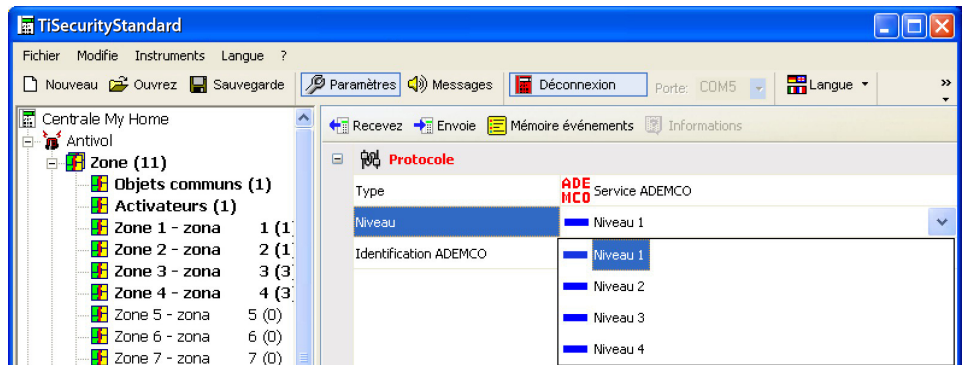 TiSecurityStandard
Fichier Modifie Instruments Langue ?
Nouveau Ouvrez Sauvegarde Paramètres Messages Déconnexion Porte: COM5 Langue »
Centrale My Home
Antivol
Zone (11)
Objets communs (1)
Activateurs (1)
Zone 1 - zona 1 (1
Zone 2 - zona 2 (1)
Zone 3 - zona 3 (3)
Zone 4 - zona 4 (3
Zone 5 - zona 5 (0)
Zone 6 - zona 6 (0)
Zone 7 - zona 7 (0)
Recevez Envoie Mémoire événements Informations
Protocole
Type ADEMCO Service ADEMCO
Niveau Niveau 1
Identification ADEMCO
Niveau 1
Niveau 2
Niveau 3
Niveau 4